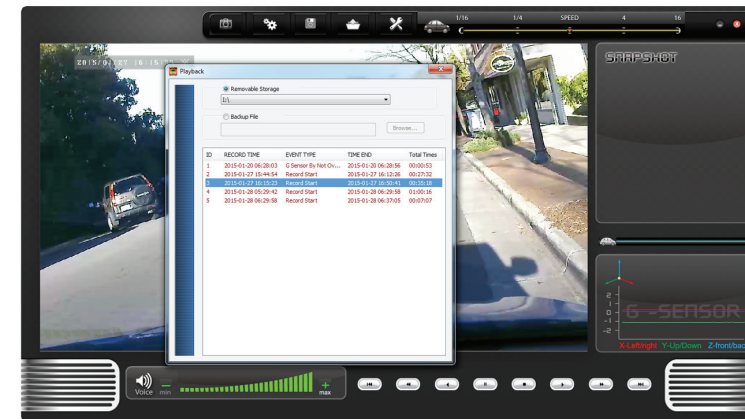 1/16 1/4 SPEED 4 16
SNAPSHOT
Playback
Removable Storage
I:\
Backup File
Browse...
ID RECORD TIME EVENT TYPE TIME END Total Times
1 2015-01-20 06:28:03 G Sensor By Not Ov... 2015-01-20 06:28:56 00:00:53
2 2015-01-27 15:44:54 Record Start 2015-01-27 16:12:26 00:27:32
3 2015-01-27 16:15:23 Record Start 2015-01-27 16:50:41 00:35:18
4 2015-01-28 05:29:42 Record Start 2015-01-28 06:29:58 01:00:16
5 2015-01-28 06:29:58 Record Start 2015-01-28 06:37:05 00:07:07
2
1
0
-1
-2
G -SENSOR
X-Left/right Y-Up/Down Z-front/bac
Voice min max